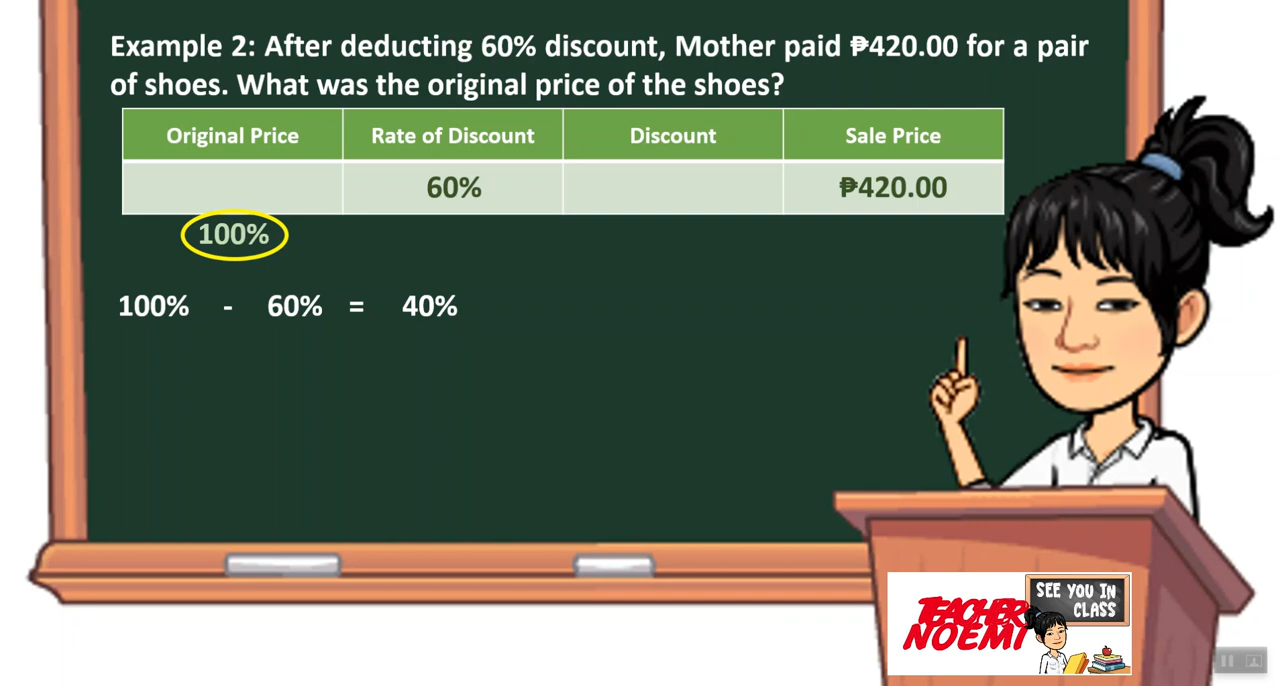 Example 2: After deducting 60% discount, Mother paid ₱420.00 for a pair
of shoes. What was the original price of the shoes?
Original Price Rate of Discount Discount Sale Price
60% ₱420.00
100%
100% - 60% = 40%
SEE YOU IN
CLASS
TEACHER
NOEMI